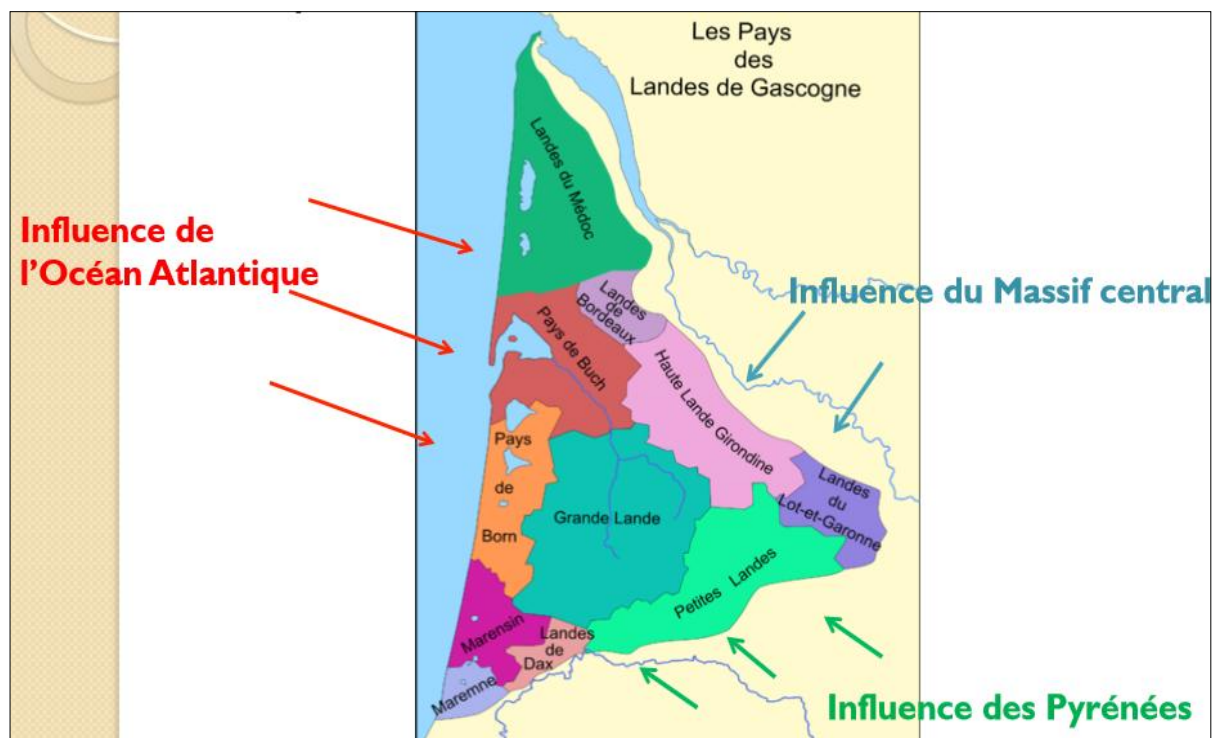 Les Pays
des
Landes de Gascogne
Landes du Médoc
Influence de
l'Océan Atlantique
Influence du Massif central
Landes
de
Bordeaux
Pays de Buch
Haute Lande Girondine
Pays
de
Born
Grande Lande
Landes
du
Lot-et-Garonne
Petites Landes
Marensin
Landes
de
Dax
Maremne
Influence des Pyrénées